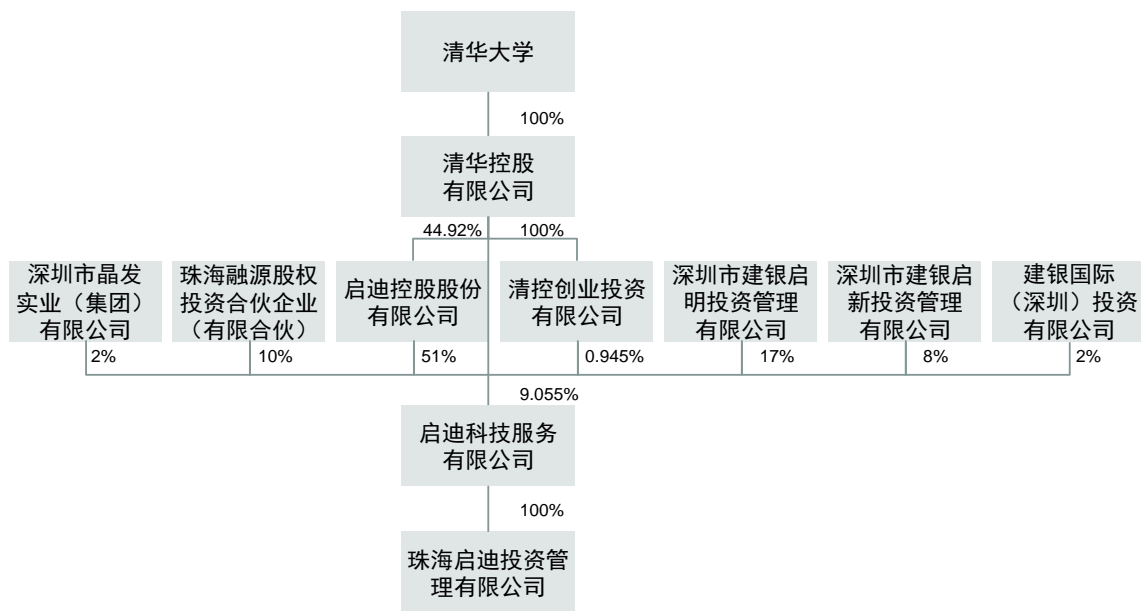 清华大学
100%
清华控股
有限公司
44.92%
100%
深圳市晶发
实业（集团）
有限公司
珠海融源股权
投资合伙企业
（有限合伙）
启迪控股股份
有限公司
清控创业投资
有限公司
深圳市建银启
明投资管理
有限公司
深圳市建银启
新投资管理
有限公司
建银国际
（深圳）投资
有限公司
2%
10%
51%
0.945%
17%
8%
2%
9.055%
启迪科技服务
有限公司
100%
珠海启迪投资管
理有限公司